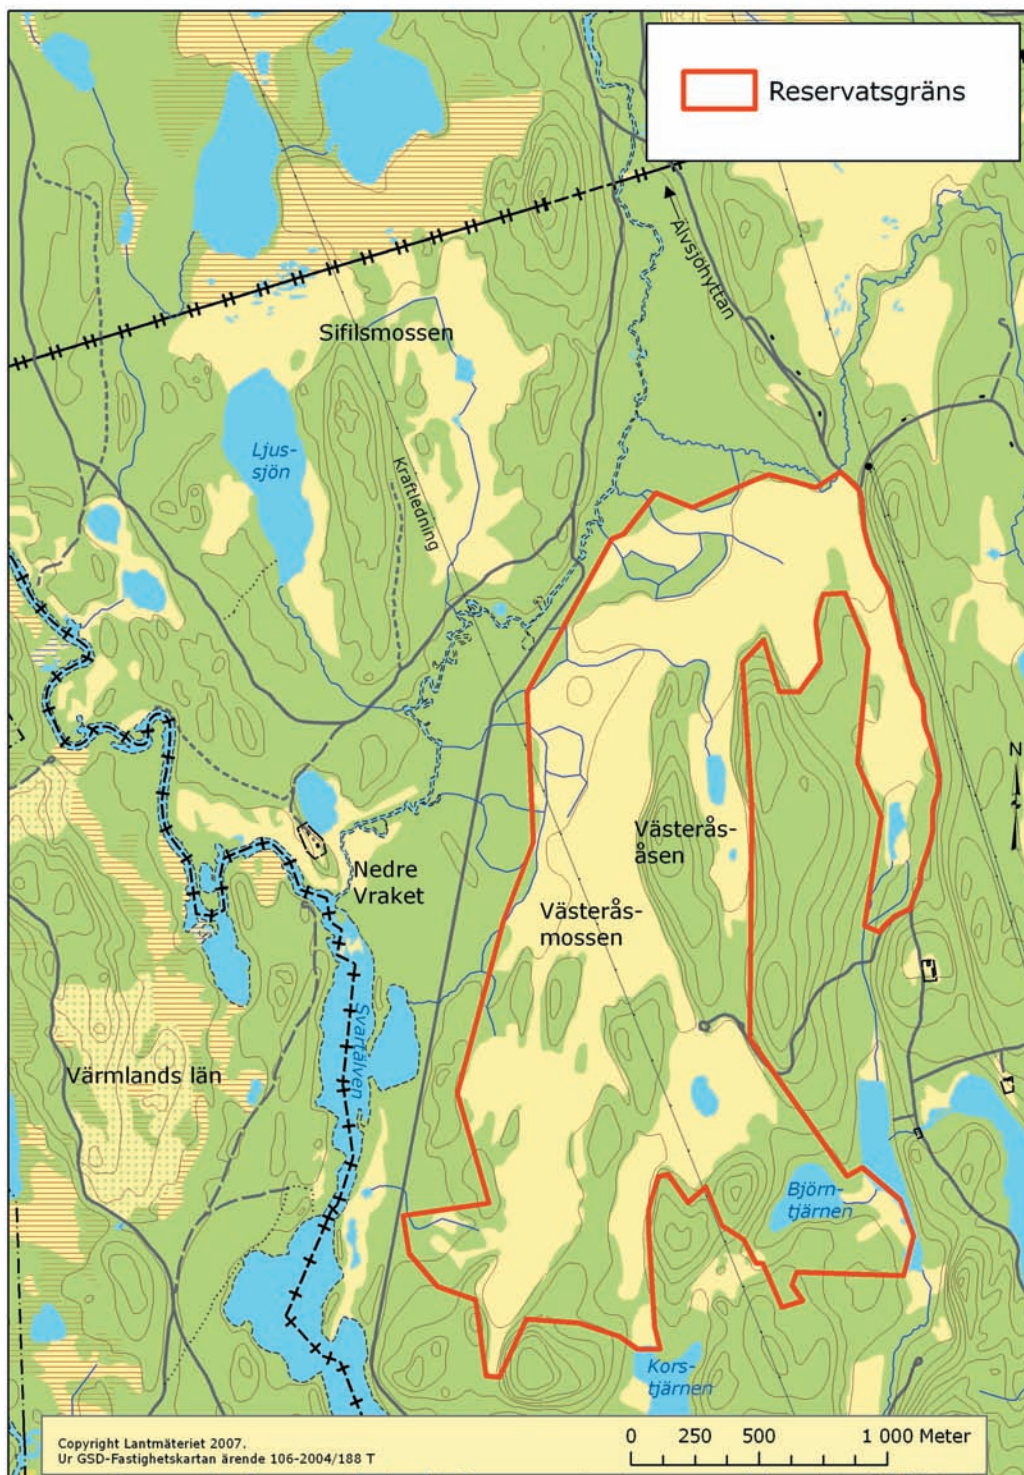 Reservatsgräns
Älvsjöhyttan
Sifilsmossen
Ljus-
sjön
Kraftledning
N
Västerås-
åsen
Nedre
Vraket
Västerås-
mossen
Svartälven
Värmlands län
Björn-
tjärnen
Kors-
tjärnen
Copyright Lantmäteriet 2007.
Ur GSD-Fastighetskartan ärende 106-2004/188 T
0 250 500 1 000 Meter